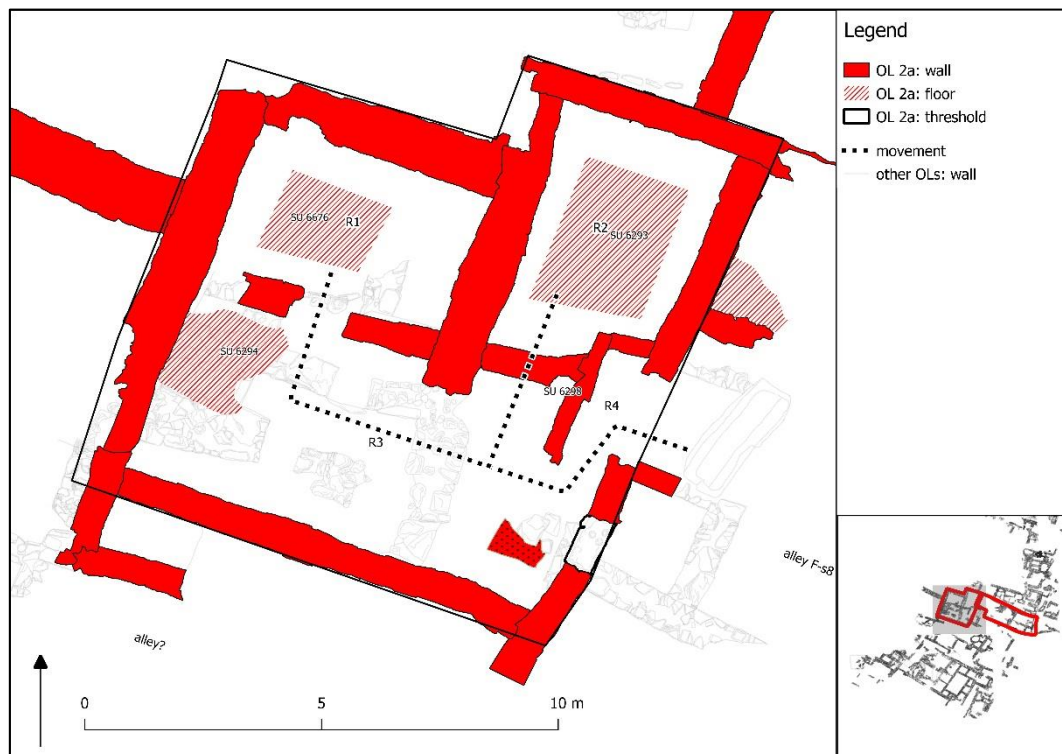 Legend
OL 2a: wall
OL 2a: floor
OL 2a: threshold
movement
other OLs: wall
SU 6676
R1
R2
SU 6293
SU 6294
SU 6298
R4
R3
alley F-s8
alley?
0
5
10 m